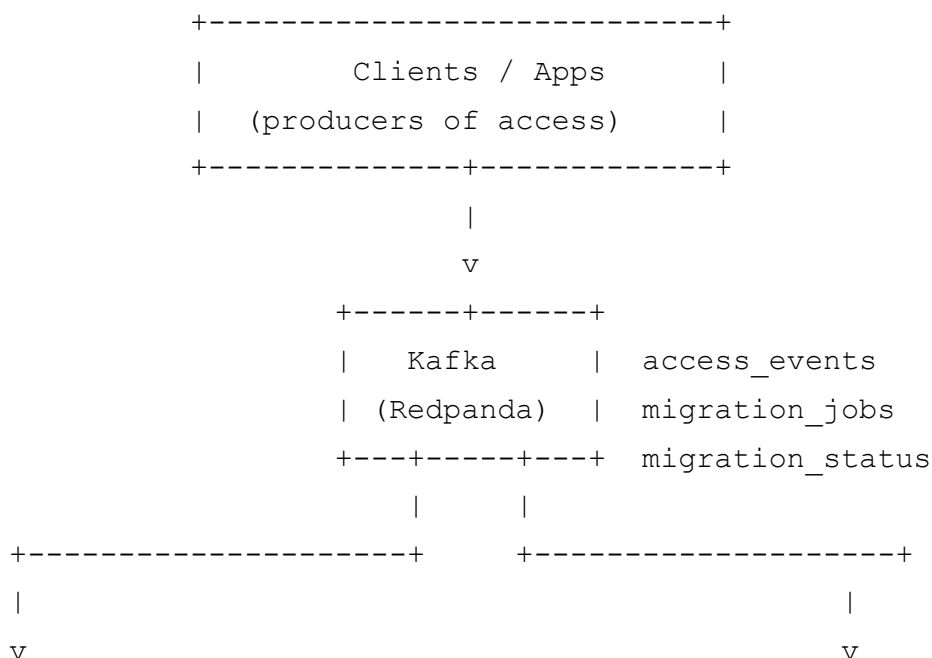 +-----------------------------+
|        Clients / Apps       |
|  (producers of access)      |
+--------------+--------------+
|
v
+------+------+
|   Kafka     |  access_events
| (Redpanda)  |  migration_jobs
+---+-----+---+  migration_status
|     |
+---------------------+     +--------------------+
|                                              |
v                                              v